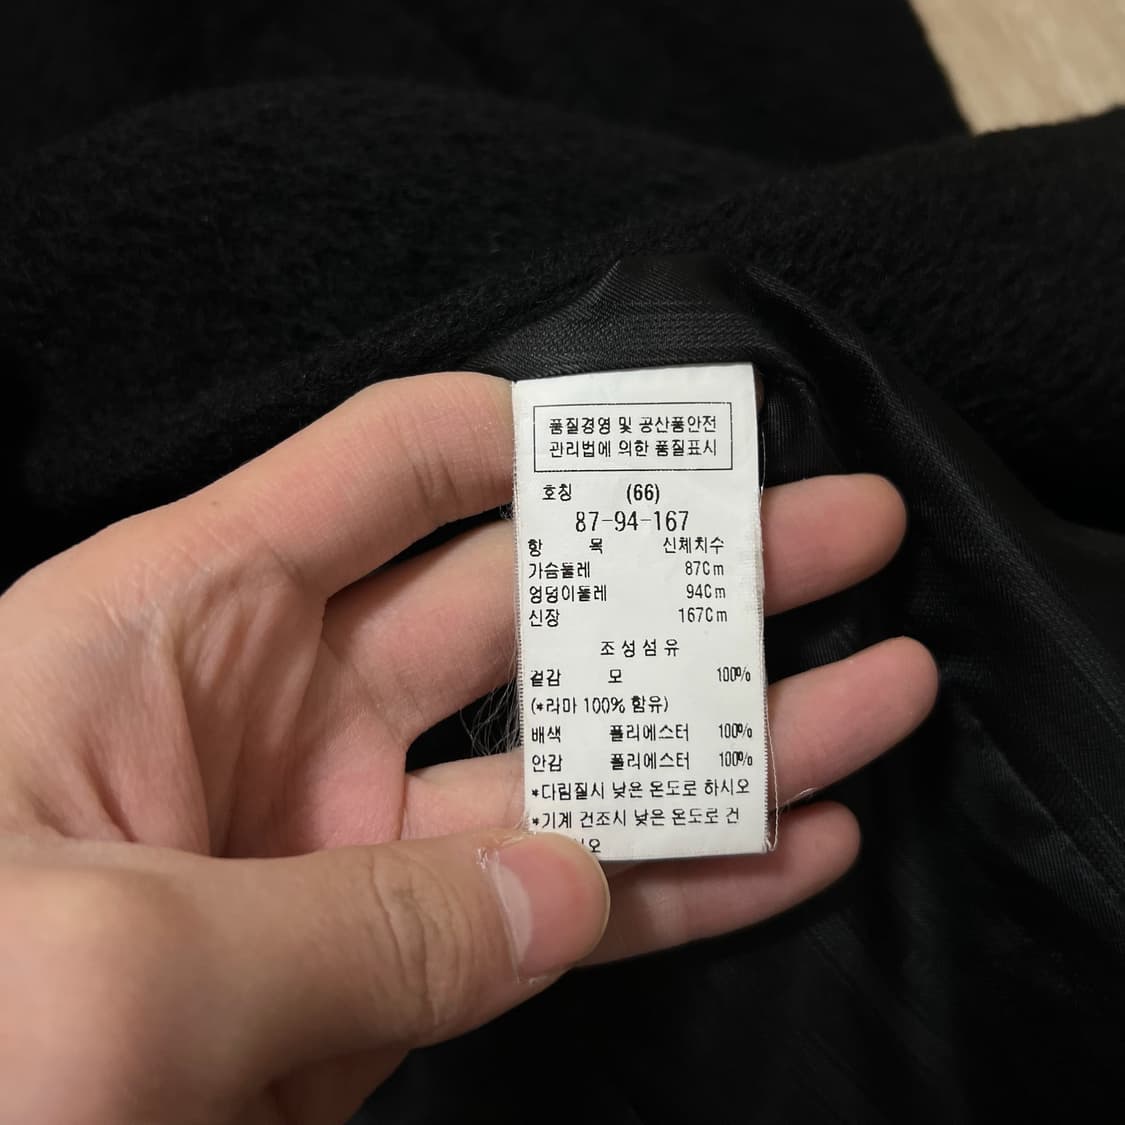 품질경영 및 공산품안전
관리법에 의한 품질표시
호칭 (66)
87-94-167
항 목 신체치수
가슴둘레 87Cm
엉덩이둘레 94Cm
신장 167Cm
조성섬유
겉감 모 100%
(*라마 100% 함유)
배색 폴리에스터 100%
안감 폴리에스터 100%
*다림질시 낮은 온도로 하시오
*기계 건조시 낮은 온도로 건